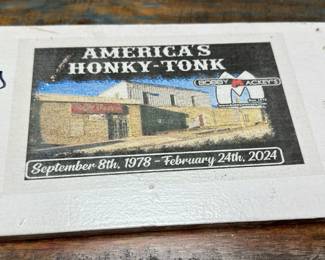 AMERICA'S
HONKY-TONK
BOBBY MACKEY'S
September 8th, 1978 - February 24th, 2024